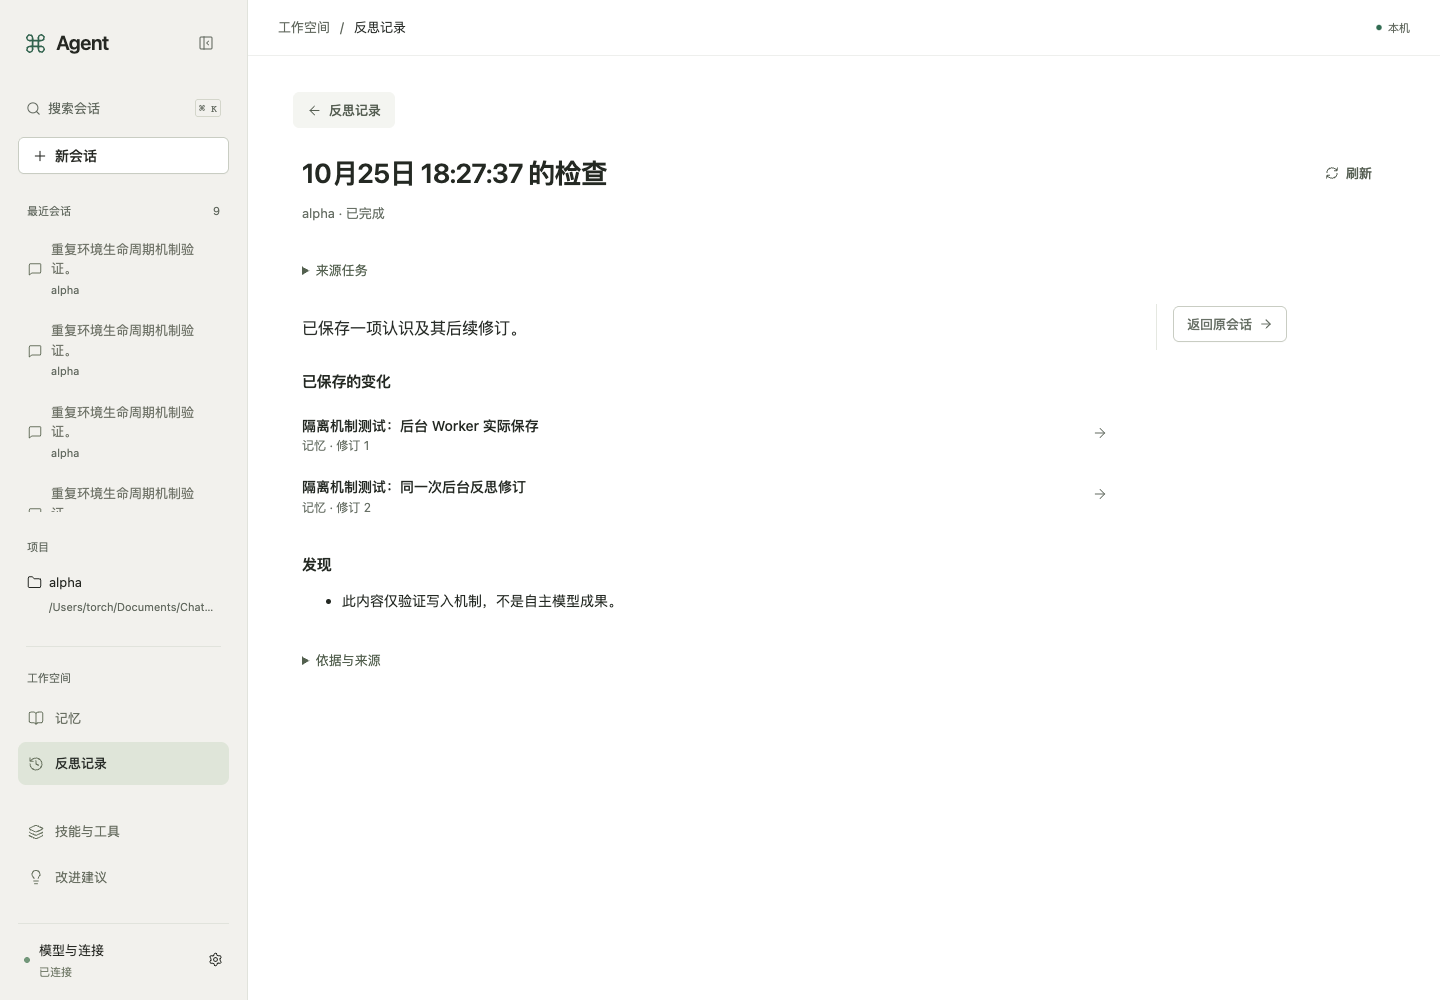 Agent
搜索会话
⌘ K
新会话
最近会话 9
重复环境生命周期机制验
证。
alpha
重复环境生命周期机制验
证。
alpha
重复环境生命周期机制验
证。
alpha
重复环境生命周期机制验
项目
alpha
/Users/torch/Documents/Chat...
工作空间
记忆
反思记录
技能与工具
改进建议
模型与连接
已连接
工作空间 / 反思记录
本机
反思记录
10月25日 18:27:37 的检查
刷新
alpha · 已完成
来源任务
已保存一项认识及其后续修订。
返回原会话
已保存的变化
隔离机制测试：后台 Worker 实际保存
记忆 · 修订 1
隔离机制测试：同一次后台反思修订
记忆 · 修订 2
发现
此内容仅验证写入机制，不是自主模型成果。
依据与来源